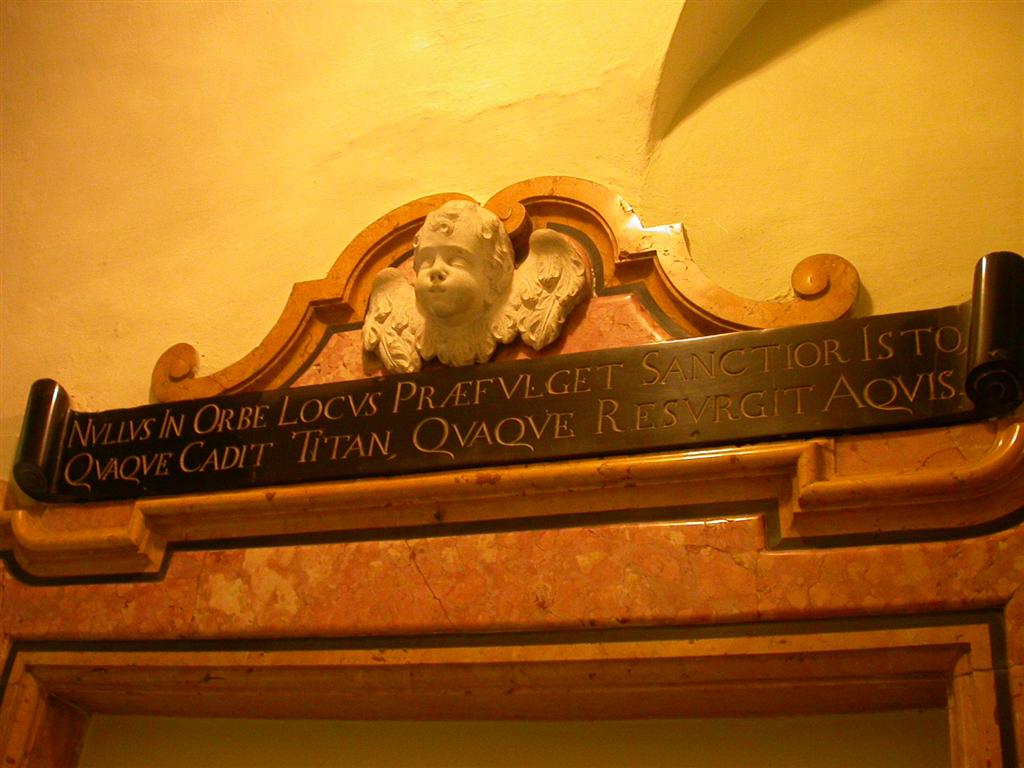 NVLLVS IN ORBE LOCVS PRÆFVLGET SANCTIOR ISTO,
QVAQVE CADIT TITAN, QVAQVE RESVRGIT AQVIS.